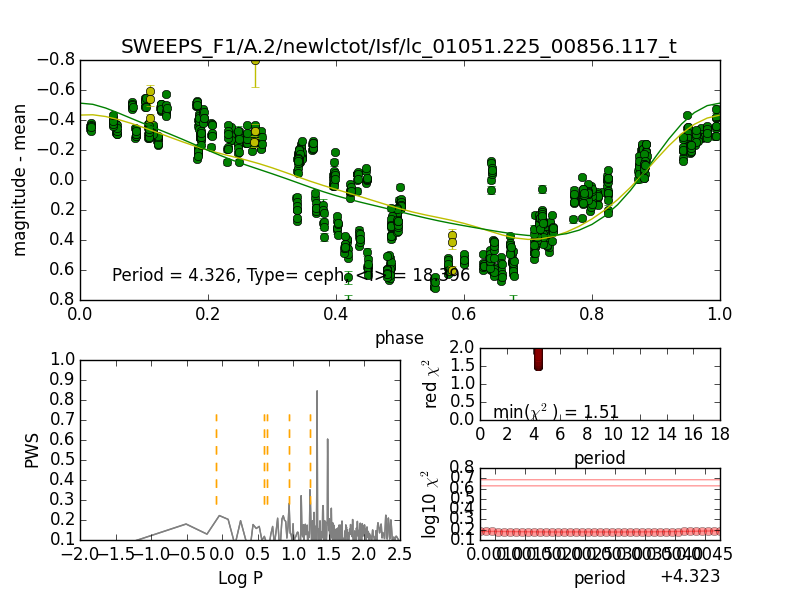 SWEEPS_F1/A.2/newlctot/Isf/lc_01051.225_00856.117_t
magnitude - mean
−0.8
−0.6
−0.4
−0.2
0.0
0.2
0.4
0.6
0.8
Period = 4.326, Type= ceph, <I>= 18.396
0.0 0.2 0.4 0.6 0.8 1.0
phase
PWS
1.0
0.9
0.8
0.7
0.6
0.5
0.4
0.3
0.2
0.1
−2.0 −1.5 −1.0 −0.5 0.0 0.5 1.0 1.5 2.0 2.5
Log P
red χ²
2.0
1.5
1.0
0.5
0.0
min(χ²) = 1.51
0 2 4 6 8 10 12 14 16 18
period
log10 χ²
0.8
0.7
0.6
0.5
0.4
0.3
0.2
0.1
period
+4.323